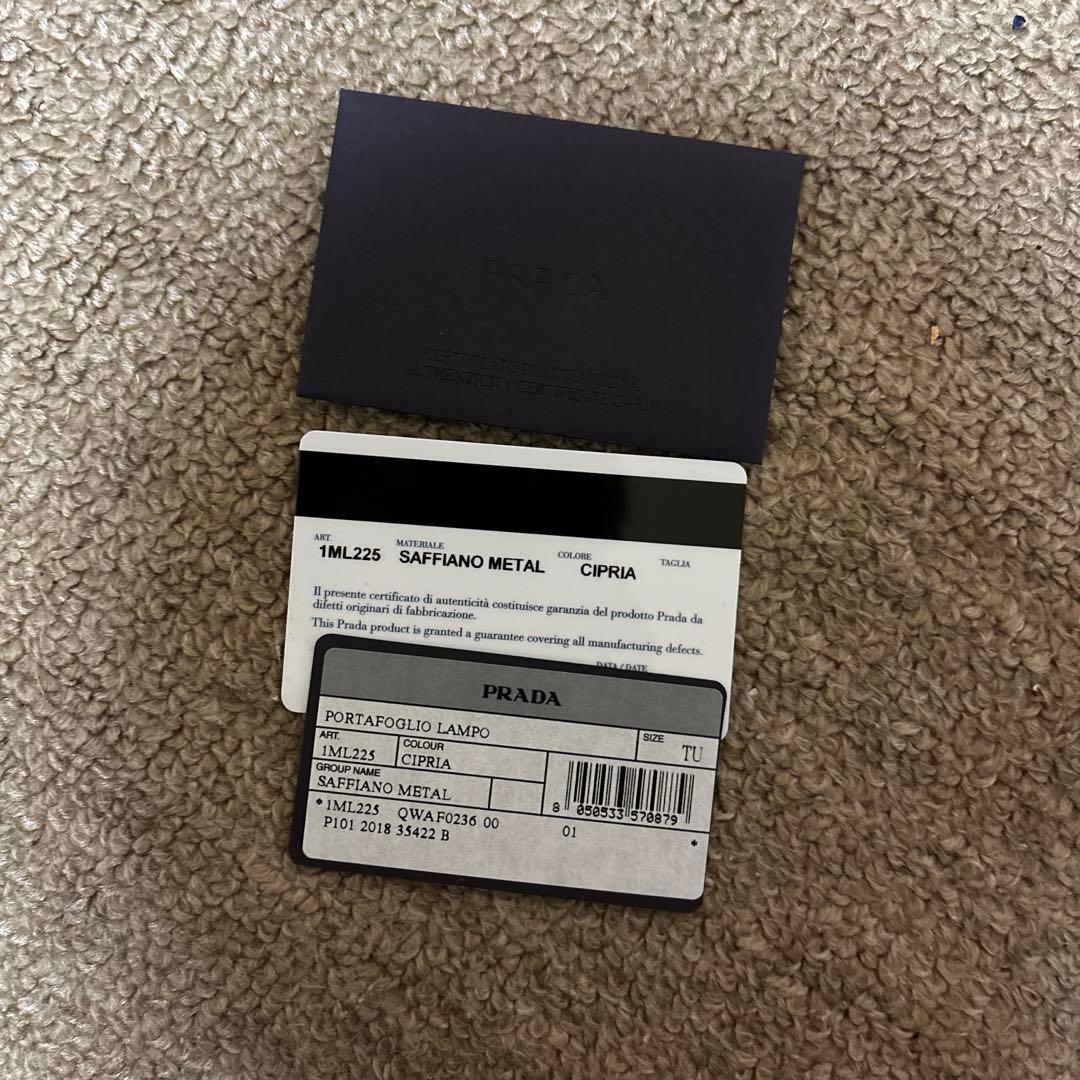 PRADA
CERTIFICATO DI AUTENTICITÀ
AUTHENTICITY CERTIFICATE CARD
ART. MATERIALE COLORE TAGLIA
1ML225 SAFFIANO METAL CIPRIA
Il presente certificato di autenticità costituisce garanzia del prodotto Prada da
difetti originari di fabbricazione.
This Prada product is granted a guarantee covering all manufacturing defects.
DATA / DATE
PRADA
PORTAFOGLIO LAMPO SIZE TU
ART. COLOUR
1ML225 CIPRIA
GROUP NAME
SAFFIANO METAL
8 050533 570879
*1ML225 QWAF0236 00 01
P101 2018 35422 B *